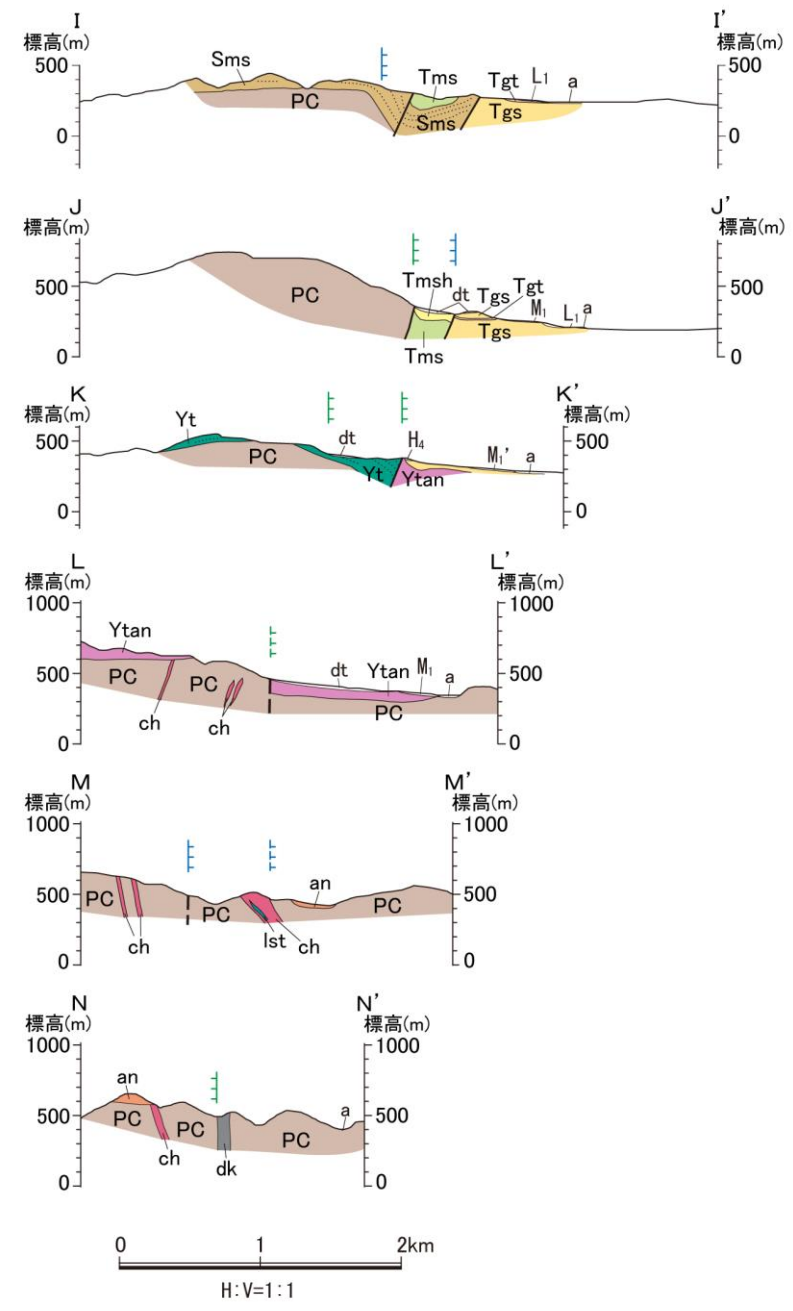 I I'
標高(m) 標高(m)
500 500
Sms Tms Tgt L₁ a
PC Sms Tgs
0 0
J J'
標高(m) 標高(m)
500 500
PC Tmsh dt Tgs Tgt M₁ L₁ a
Tgs
Tms
0 0
K K'
標高(m) 標高(m)
500 500
Yt dt H₄ M₁' a
PC Yt Ytan
0 0
L L'
標高(m) 標高(m)
1000 1000
Ytan
PC PC dt Ytan M₁ a
500 500
ch ch PC
0 0
M M'
標高(m) 標高(m)
1000 1000
500 500
PC PC an PC
ch lst ch
0 0
N N'
標高(m) 標高(m)
1000 1000
an
500 500
PC PC PC a
ch dk
0 0
0 1 2km
H:V=1:1